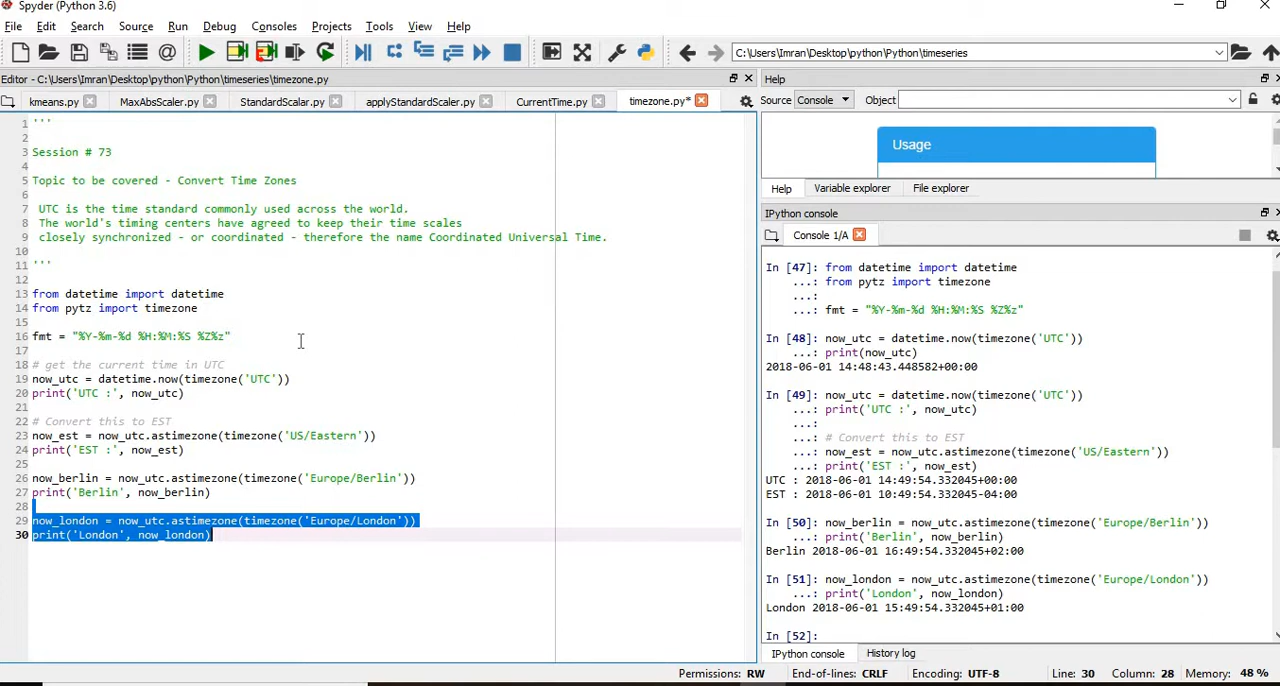 Spyder (Python 3.6)
File Edit Search Source Run Debug Consoles Projects Tools View Help
C:\Users\Imran\Desktop\python\Python\timeseries
Editor - C:\Users\Imran\Desktop\python\Python\timeseries\timezone.py
kmeans.py MaxAbsScaler.py StandardScalar.py applyStandardScaler.py CurrentTime.py timezone.py*
1 '''
2
3 Session # 73
4
5 Topic to be covered - Convert Time Zones
6
7 UTC is the time standard commonly used across the world.
8 The world's timing centers have agreed to keep their time scales
9 closely synchronized - or coordinated - therefore the name Coordinated Universal Time.
10
11 '''
12
13 from datetime import datetime
14 from pytz import timezone
15
16 fmt = "%Y-%m-%d %H:%M:%S %Z%z"
17
18 # get the current time in UTC
19 now_utc = datetime.now(timezone('UTC'))
20 print('UTC :', now_utc)
21
22 # Convert this to EST
23 now_est = now_utc.astimezone(timezone('US/Eastern'))
24 print('EST :', now_est)
25
26 now_berlin = now_utc.astimezone(timezone('Europe/Berlin'))
27 print('Berlin', now_berlin)
28
29 now_london = now_utc.astimezone(timezone('Europe/London'))
30 print('London', now_london)
Help
Source Console Object
Usage
Help Variable explorer File explorer
IPython console
Console 1/A
In [47]: from datetime import datetime
...: from pytz import timezone
...:
...: fmt = "%Y-%m-%d %H:%M:%S %Z%z"
In [48]: now_utc = datetime.now(timezone('UTC'))
...: print(now_utc)
2018-06-01 14:48:43.448582+00:00
In [49]: now_utc = datetime.now(timezone('UTC'))
...: print('UTC :', now_utc)
...:
...: # Convert this to EST
...: now_est = now_utc.astimezone(timezone('US/Eastern'))
...: print('EST :', now_est)
UTC : 2018-06-01 14:49:54.332045+00:00
EST : 2018-06-01 10:49:54.332045-04:00
In [50]: now_berlin = now_utc.astimezone(timezone('Europe/Berlin'))
...: print('Berlin', now_berlin)
Berlin 2018-06-01 16:49:54.332045+02:00
In [51]: now_london = now_utc.astimezone(timezone('Europe/London'))
...: print('London', now_london)
London 2018-06-01 15:49:54.332045+01:00
In [52]:
IPython console History log
Permissions: RW End-of-lines: CRLF Encoding: UTF-8 Line: 30 Column: 28 Memory: 48 %